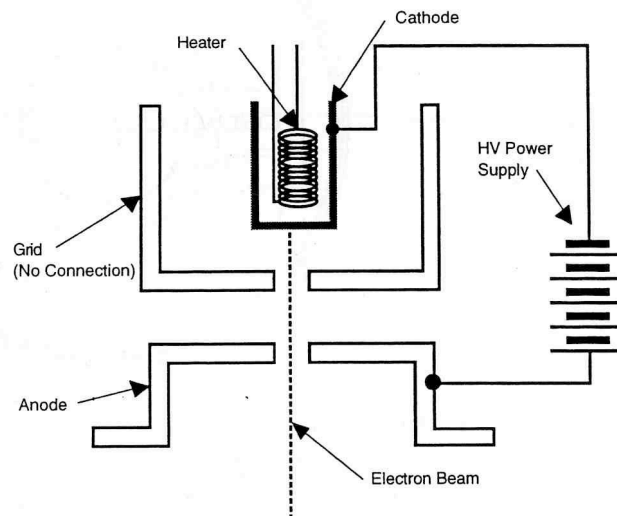 Cathode
Heater
HV Power
Supply
Grid
(No Connection)
Anode
Electron Beam